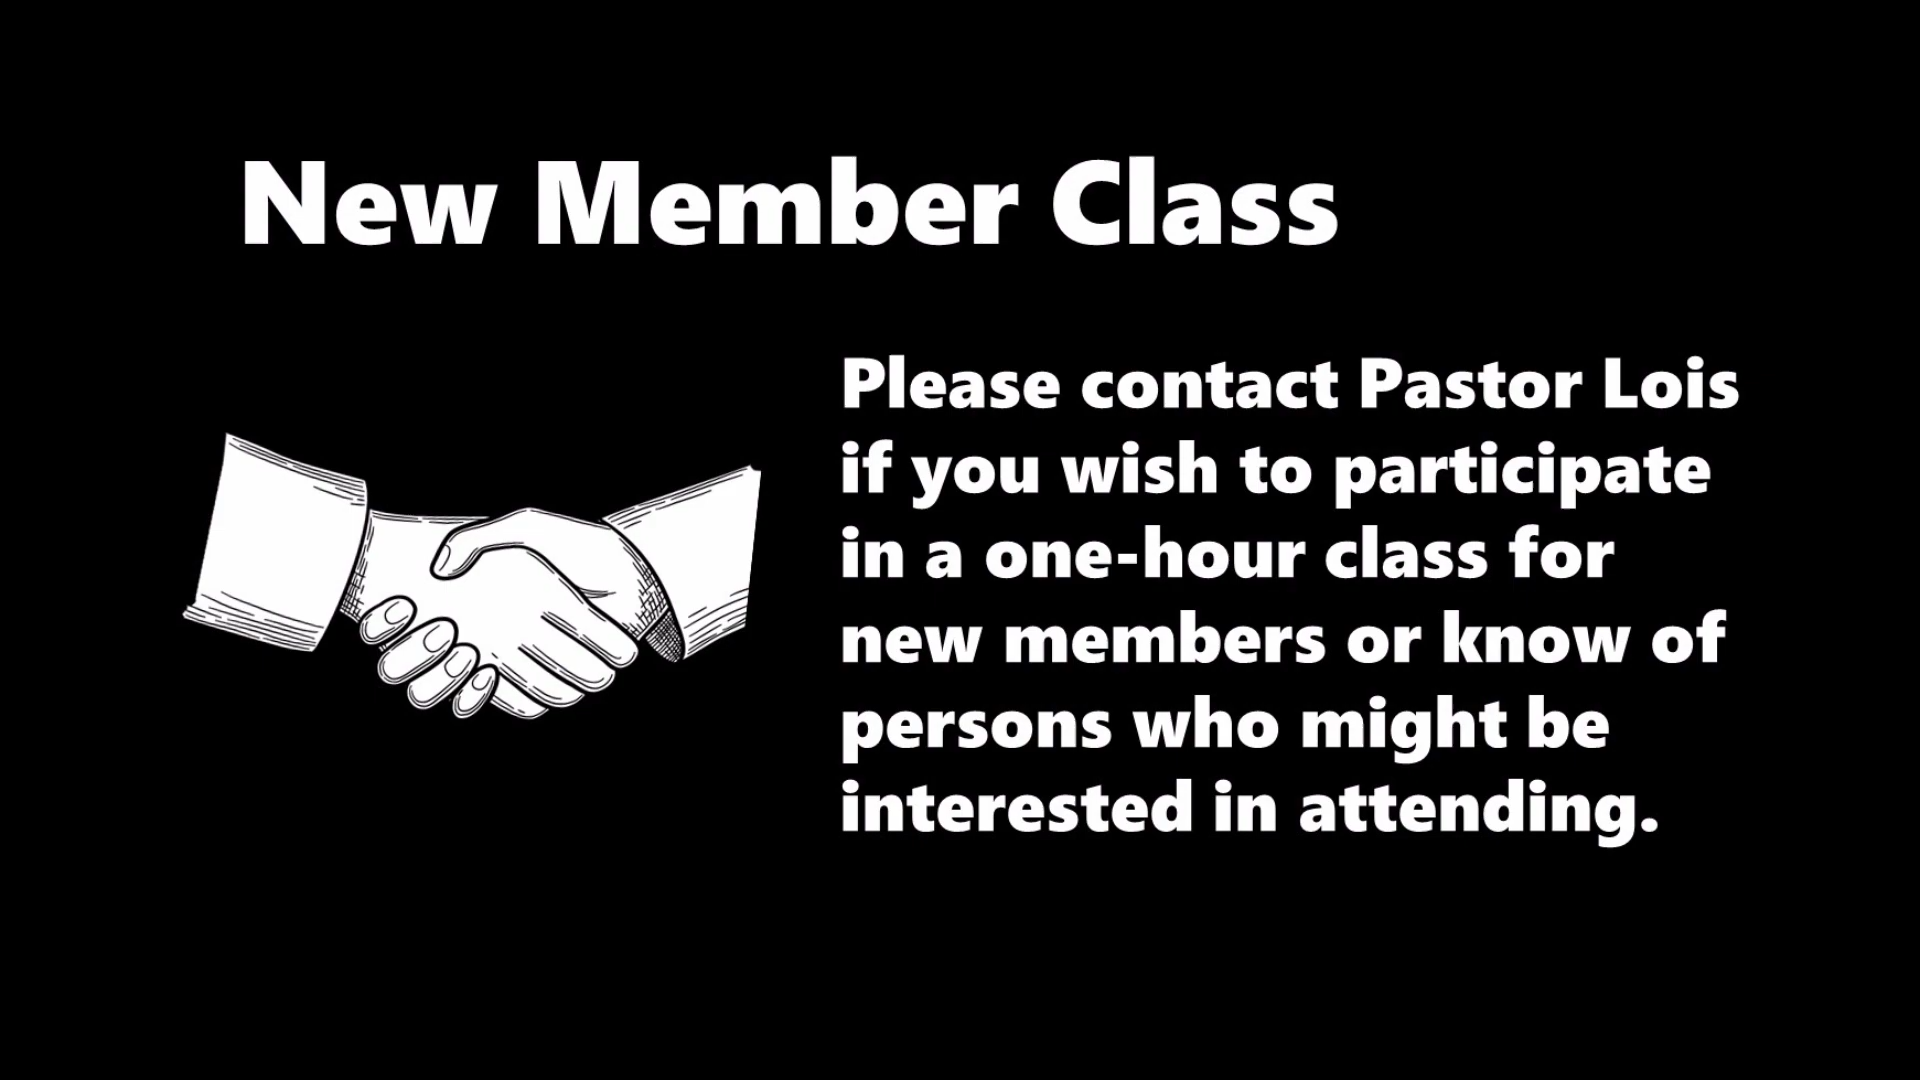 New Member Class
Please contact Pastor Lois
if you wish to participate
in a one-hour class for
new members or know of
persons who might be
interested in attending.